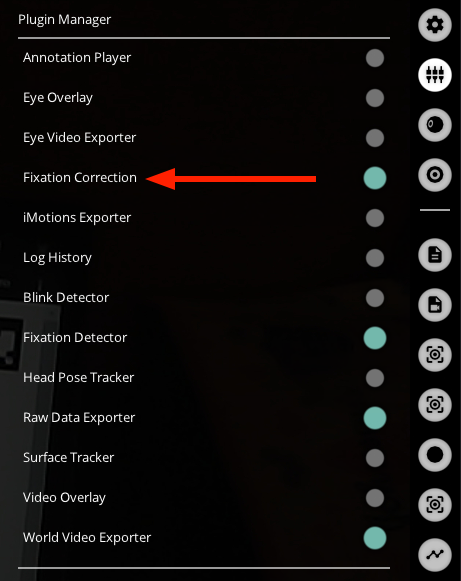 Plugin Manager
Annotation Player
Eye Overlay
Eye Video Exporter
Fixation Correction
iMotions Exporter
Log History
Blink Detector
Fixation Detector
Head Pose Tracker
Raw Data Exporter
Surface Tracker
Video Overlay
World Video Exporter